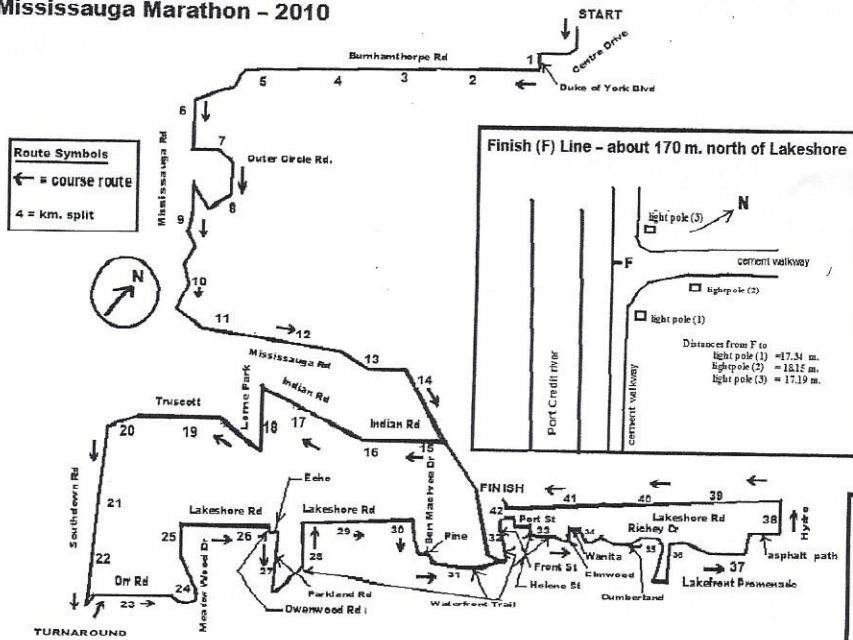 Mississauga Marathon – 2010
START
Centre Drive
Burnhamthorpe Rd
1
2
3
4
5
Duke of York Blvd
6
7
Mississauga Rd
Outer Circle Rd.
8
9
10
11
12
Mississauga Rd
13
14
Route Symbols
← = course route
4 = km. split
N
Finish (F) Line – about 170 m. north of Lakeshore
N
light pole (3)
F
cement walkway
lightpole (2)
light pole (1)
Distances from F to
light pole (1) =17.34 m.
lightpole (2) = 18.15 m.
light pole (3) = 17.19 m.
Port Credit river
cement walkway
Indian Rd
Lorne Park
Truscott
Indian Rd
15
16
17
18
19
20
Southdown Rd
21
22
Orr Rd
23
24
TURNAROUND
Meadow Wood Dr
25
Lakeshore Rd
26
Echo
27
Parkland Rd
Owenwood Rd
28
Lakeshore Rd
29
30
Pine
31
Waterfront Trail
FINISH
42
41
40
39
Port St
Lakeshore Rd
38
Hydro
asphalt path
32
33
34
Richey Dr
35
36
37
Front St
Helene St
Wanita
Elmwood
Cumberland
Lakefront Promenade